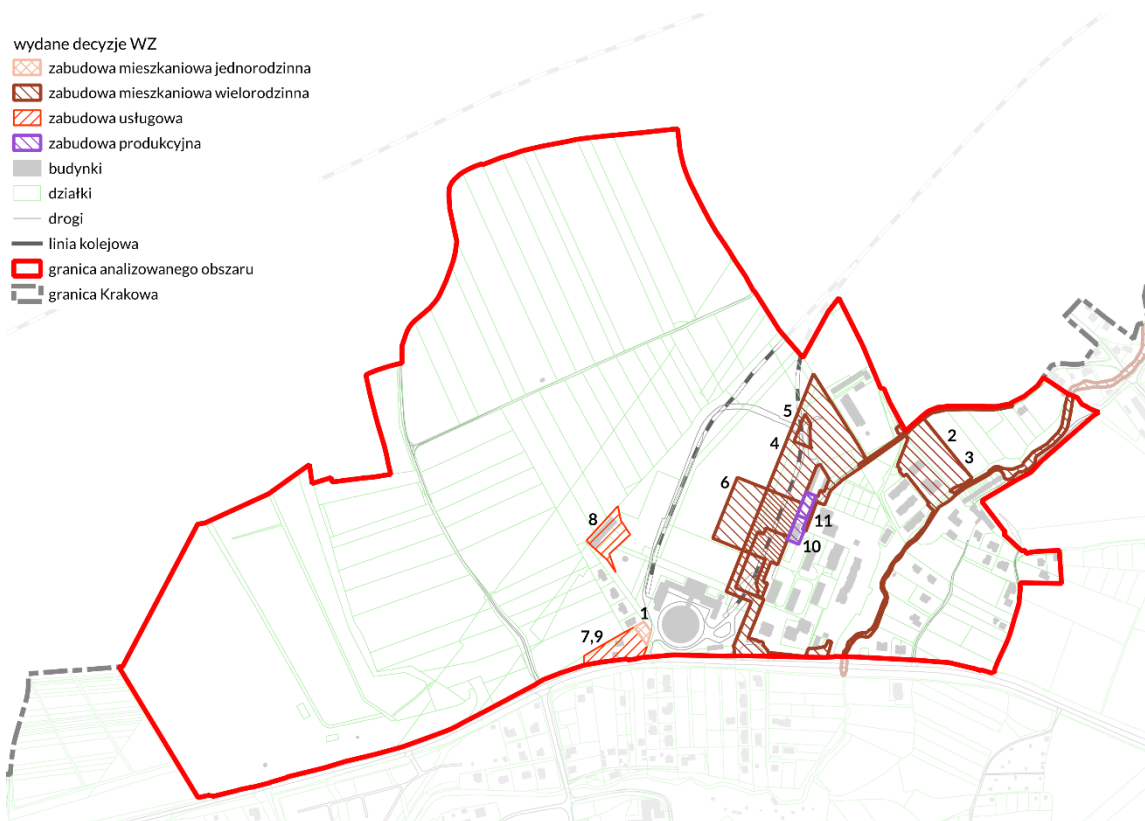 wydane decyzje WZ
zabudowa mieszkaniowa jednorodzinna
zabudowa mieszkaniowa wielorodzinna
zabudowa usługowa
zabudowa produkcyjna
budynki
działki
drogi
linia kolejowa
granica analizowanego obszaru
granica Krakowa
5
4
2
3
6
8
11
10
1
7,9